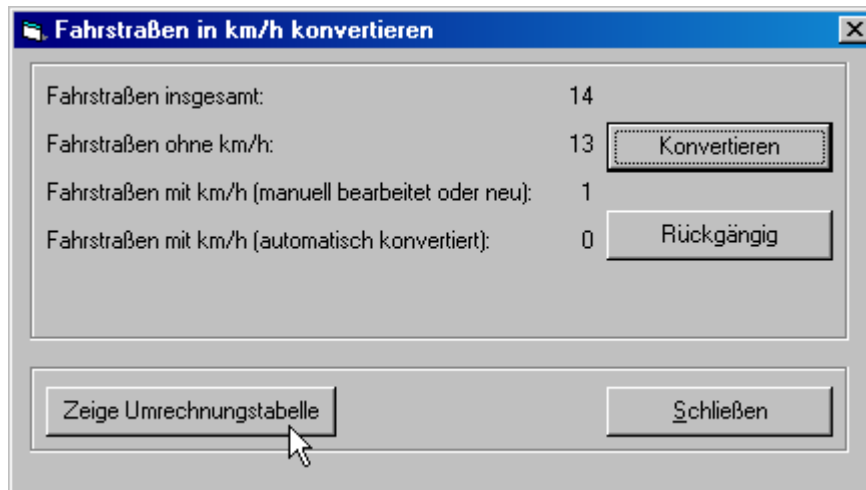 Fahrstraßen in km/h konvertieren
Fahrstraßen insgesamt: 14
Fahrstraßen ohne km/h: 13
Konvertieren
Fahrstraßen mit km/h (manuell bearbeitet oder neu): 1
Fahrstraßen mit km/h (automatisch konvertiert): 0
Rückgängig
Zeige Umrechnungstabelle
Schließen